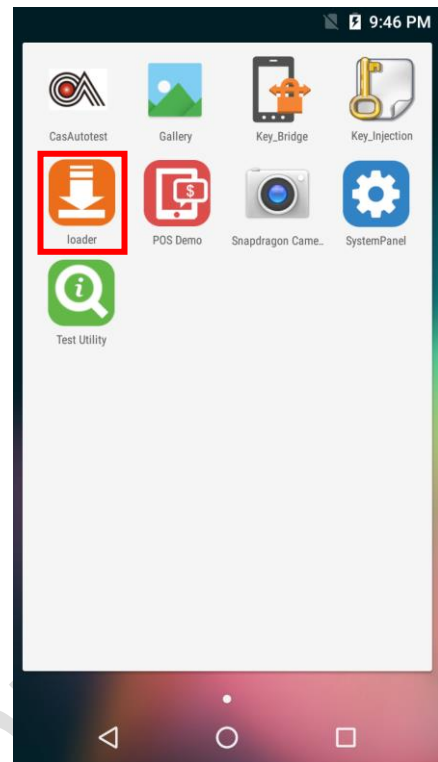 9:46 PM
CasAutotest Gallery Key_Bridge Key_Injection
loader POS Demo Snapdragon Came.. SystemPanel
$
i
Test Utility